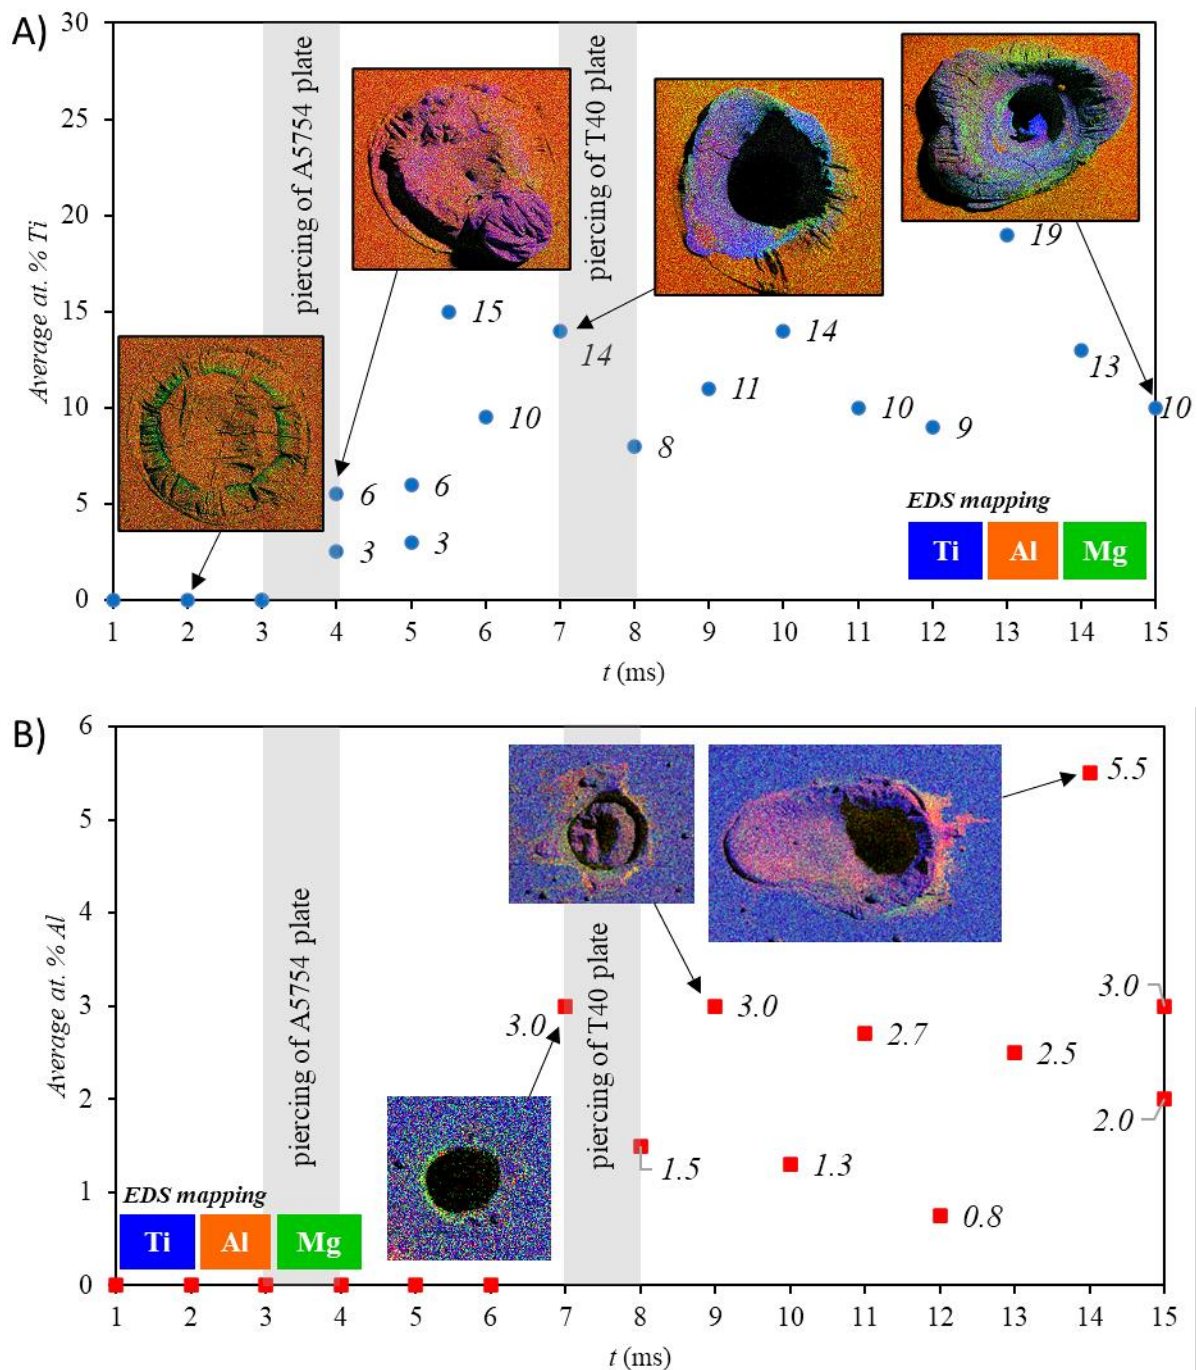 A)
30
25
20
15
10
5
0
Average at. % Ti
piercing of A5754 plate
piercing of T40 plate
19
15
14
14
13
11
10
10
10
9
8
6
6
3
3
EDS mapping
Ti Al Mg
1 2 3 4 5 6 7 8 9 10 11 12 13 14 15
t (ms)
B)
6
5
4
3
2
1
0
Average at. % Al
piercing of A5754 plate
piercing of T40 plate
5.5
3.0
3.0
3.0
2.7
2.5
2.0
1.5
1.3
0.8
EDS mapping
Ti Al Mg
1 2 3 4 5 6 7 8 9 10 11 12 13 14 15
t (ms)